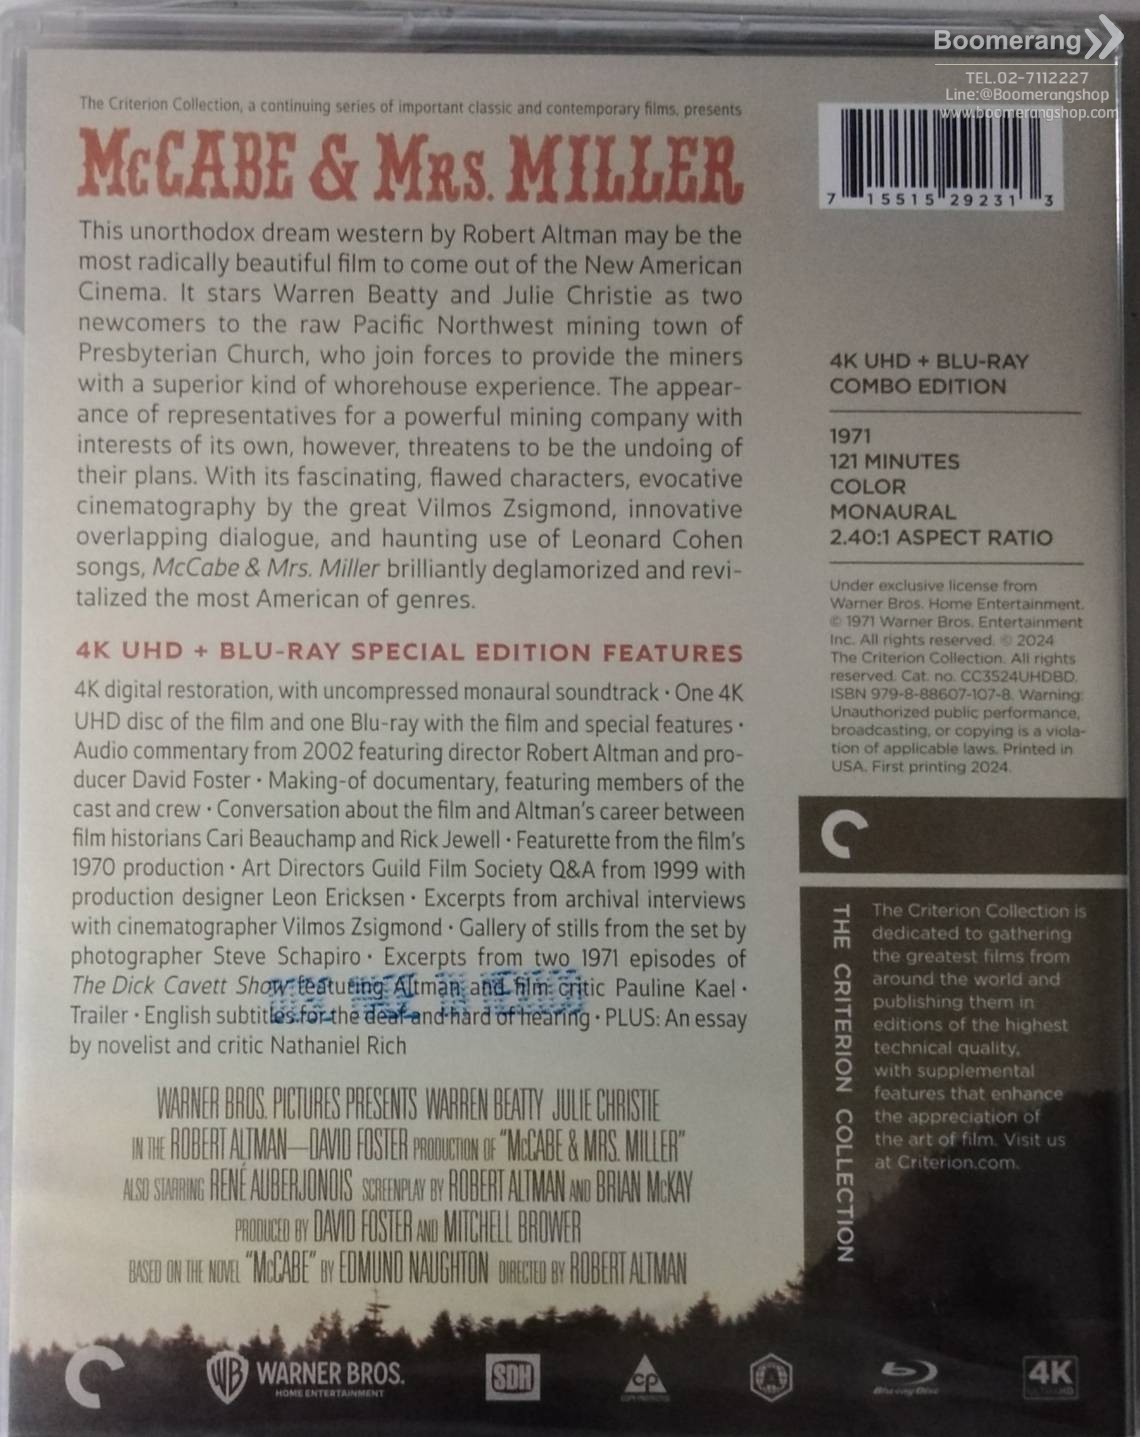 Boomerang
TEL.02-7112227
Line:@Boomerangshop
www.boomerangshop.com
The Criterion Collection, a continuing series of important classic and contemporary films, presents
McCABE & MRS. MILLER
This unorthodox dream western by Robert Altman may be the
most radically beautiful film to come out of the New American
Cinema. It stars Warren Beatty and Julie Christie as two
newcomers to the raw Pacific Northwest mining town of
Presbyterian Church, who join forces to provide the miners
with a superior kind of whorehouse experience. The appear-
ance of representatives for a powerful mining company with
interests of its own, however, threatens to be the undoing of
their plans. With its fascinating, flawed characters, evocative
cinematography by the great Vilmos Zsigmond, innovative
overlapping dialogue, and haunting use of Leonard Cohen
songs, McCabe & Mrs. Miller brilliantly deglamorized and revi-
talized the most American of genres.
4K UHD + BLU-RAY SPECIAL EDITION FEATURES
4K digital restoration, with uncompressed monaural soundtrack · One 4K
UHD disc of the film and one Blu-ray with the film and special features ·
Audio commentary from 2002 featuring director Robert Altman and pro-
ducer David Foster · Making-of documentary, featuring members of the
cast and crew · Conversation about the film and Altman's career between
film historians Cari Beauchamp and Rick Jewell · Featurette from the film's
1970 production · Art Directors Guild Film Society Q&A from 1999 with
production designer Leon Ericksen · Excerpts from archival interviews
with cinematographer Vilmos Zsigmond · Gallery of stills from the set by
photographer Steve Schapiro · Excerpts from two 1971 episodes of
The Dick Cavett Show featuring Altman and film critic Pauline Kael ·
Trailer · English subtitles for the deaf and hard of hearing · PLUS: An essay
by novelist and critic Nathaniel Rich
WARNER BROS. PICTURES PRESENTS WARREN BEATTY JULIE CHRISTIE
IN THE ROBERT ALTMAN—DAVID FOSTER PRODUCTION OF "McCABE & MRS. MILLER"
ALSO STARRING RENÉ AUBERJONOIS SCREENPLAY BY ROBERT ALTMAN AND BRIAN McKAY
PRODUCED BY DAVID FOSTER AND MITCHELL BROWER
BASED ON THE NOVEL "McCABE" BY EDMUND NAUGHTON DIRECTED BY ROBERT ALTMAN
7 15515 29231 3
4K UHD + BLU-RAY
COMBO EDITION
1971
121 MINUTES
COLOR
MONAURAL
2.40:1 ASPECT RATIO
Under exclusive license from
Warner Bros. Home Entertainment.
© 1971 Warner Bros. Entertainment
Inc. All rights reserved. © 2024
The Criterion Collection. All rights
reserved. Cat. no. CC3524UHDBD.
ISBN 979-8-88607-107-8. Warning:
Unauthorized public performance,
broadcasting, or copying is a viola-
tion of applicable laws. Printed in
USA. First printing 2024.
THE CRITERION COLLECTION
The Criterion Collection is
dedicated to gathering
the greatest films from
around the world and
publishing them in
editions of the highest
technical quality,
with supplemental
features that enhance
the appreciation of
the art of film. Visit us
at Criterion.com.
WB WARNER BROS.
HOME ENTERTAINMENT
SDH
cp
A
Blu-ray Disc
4K